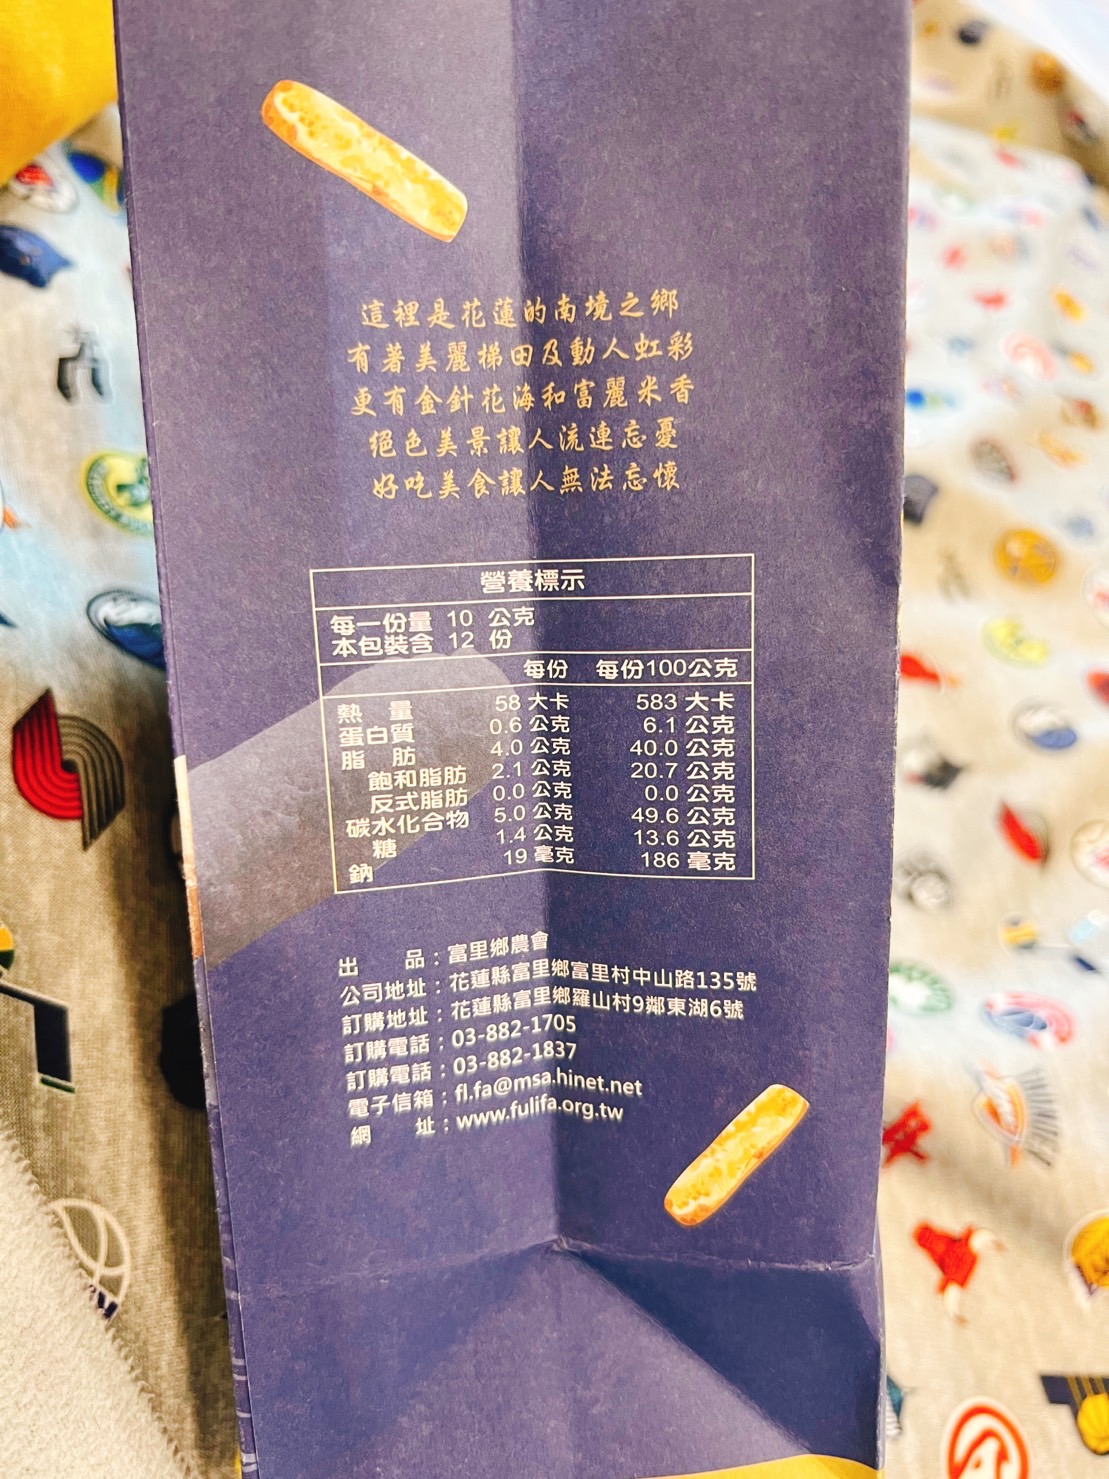 這裡是花蓮的南境之鄉
有著美麗梯田及動人虹彩
更有金針花海和富麗米香
絕色美景讓人流連忘憂
好吃美食讓人無法忘懷
營養標示
每一份量 10 公克
本包裝含 12 份
每份 每份100公克
熱 量 58 大卡 583 大卡
蛋白質 0.6 公克 6.1 公克
脂 肪 4.0 公克 40.0 公克
飽和脂肪 2.1 公克 20.7 公克
反式脂肪 0.0 公克 0.0 公克
碳水化合物 5.0 公克 49.6 公克
糖 1.4 公克 13.6 公克
鈉 19 毫克 186 毫克
出 品：富里鄉農會
公司地址：花蓮縣富里鄉富里村中山路135號
訂購地址：花蓮縣富里鄉羅山村9鄰東湖6號
訂購電話：03-882-1705
訂購電話：03-882-1837
電子信箱：fl.fa@msa.hinet.net
網 址：www.fulifa.org.tw